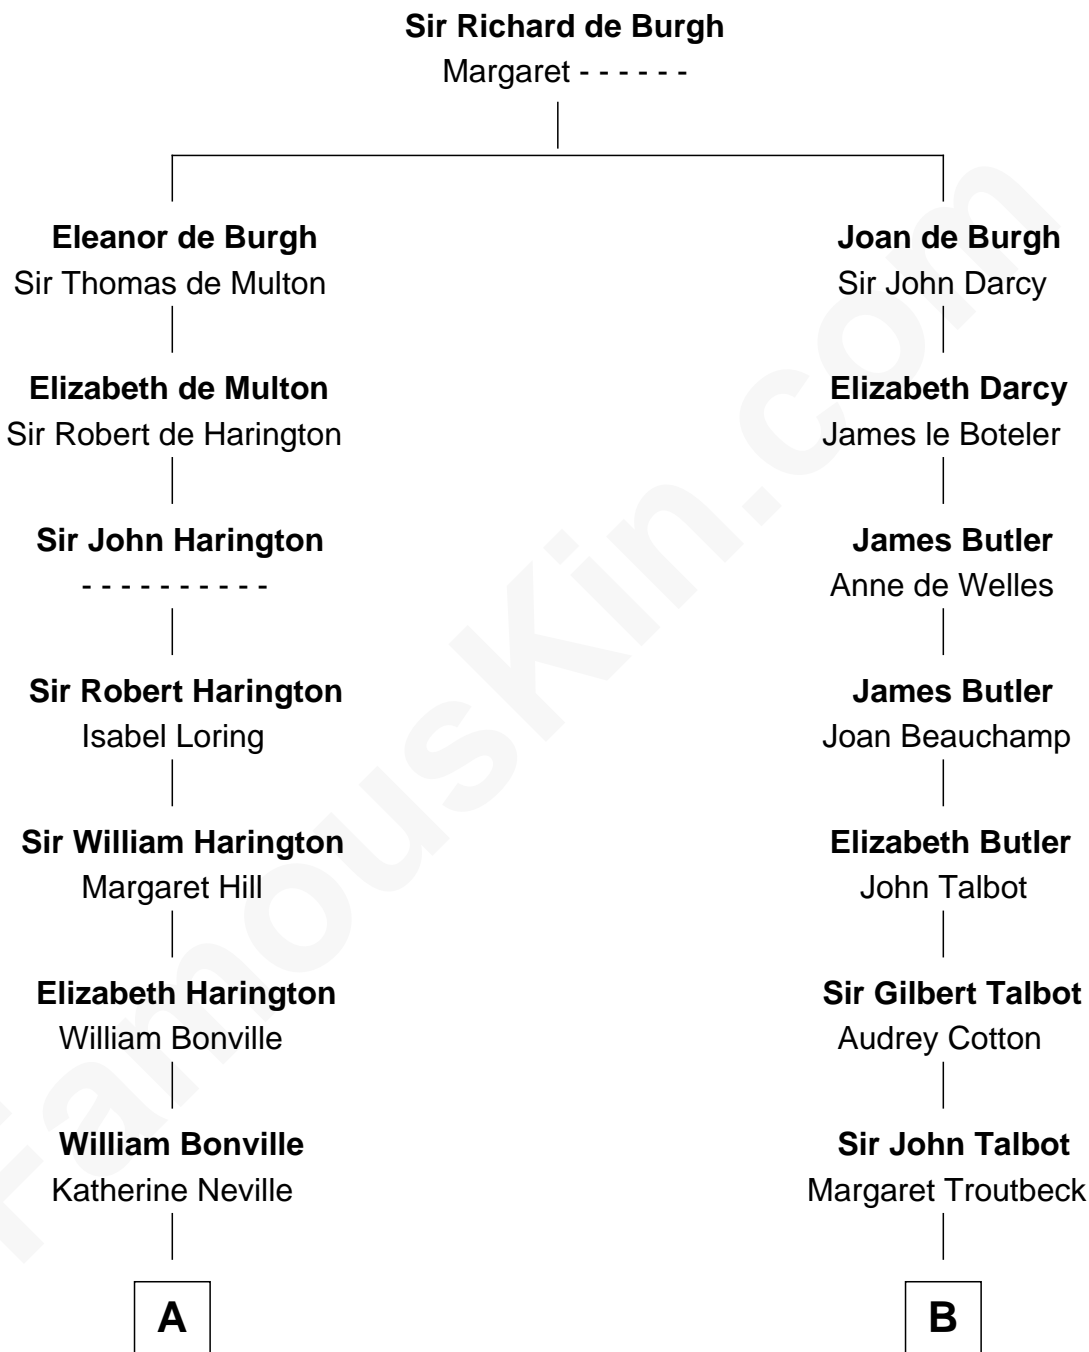 Sir Richard de Burgh
Margaret - - - - - -
Eleanor de Burgh
Sir Thomas de Multon
Joan de Burgh
Sir John Darcy
Elizabeth de Multon
Sir Robert de Harington
Elizabeth Darcy
James le Boteler
Sir John Harington
- - - - - - - - - -
James Butler
Anne de Welles
Sir Robert Harington
Isabel Loring
James Butler
Joan Beauchamp
Sir William Harington
Margaret Hill
Elizabeth Butler
John Talbot
Elizabeth Harington
William Bonville
Sir Gilbert Talbot
Audrey Cotton
William Bonville
Katherine Neville
Sir John Talbot
Margaret Troutbeck
A
B
FamousKin.com